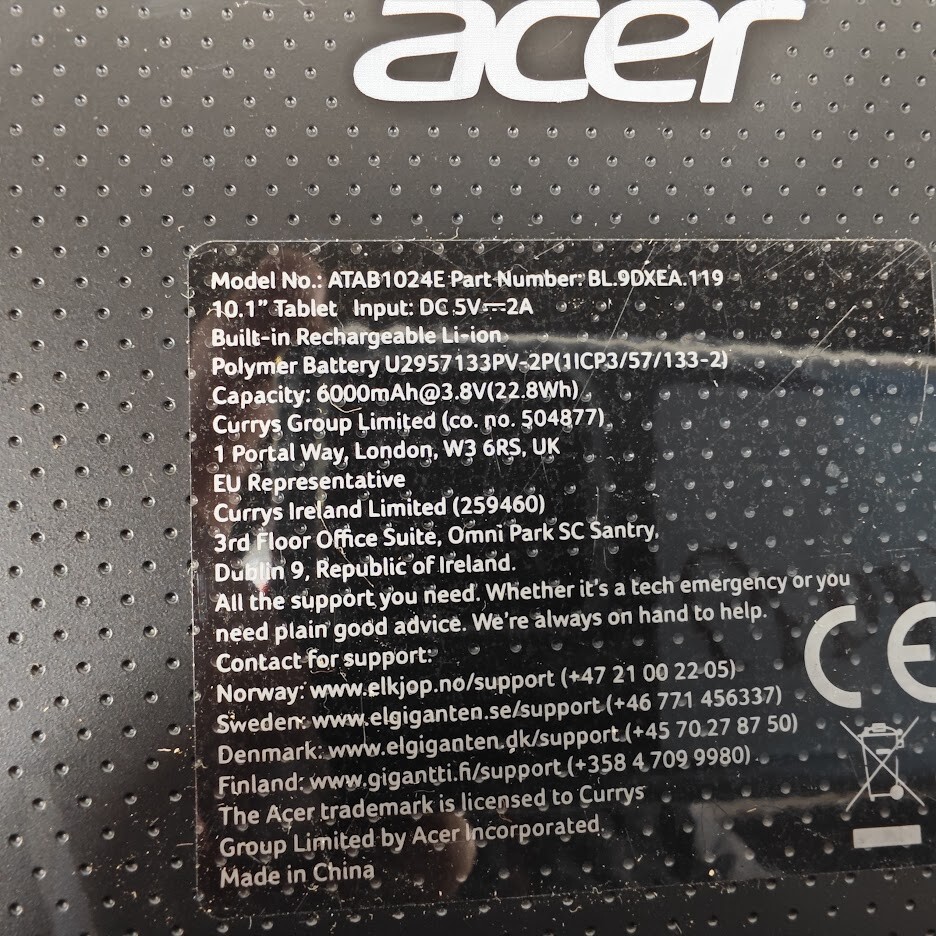 acer
Model No.: ATAB1024E Part Number: BL.9DXEA.119
10.1" Tablet Input: DC 5V⎓2A
Built-in Rechargeable Li-ion
Polymer Battery U2957133PV-2P(1ICP3/57/133-2)
Capacity: 6000mAh@3.8V(22.8Wh)
Currys Group Limited (co. no. 504877)
1 Portal Way, London, W3 6RS, UK
EU Representative
Currys Ireland Limited (259460)
3rd Floor Office Suite, Omni Park SC Santry,
Dublin 9, Republic of Ireland.
All the support you need. Whether it's a tech emergency or you
need plain good advice. We're always on hand to help.
Contact for support:
Norway: www.elkjop.no/support (+47 21 00 22 05)
Sweden: www.elgiganten.se/support (+46 771 456337)
Denmark: www.elgiganten.dk/support (+45 70 27 87 50)
Finland: www.gigantti.fi/support (+358 4 709 9980)
The Acer trademark is licensed to Currys
Group Limited by Acer Incorporated.
Made in China
CE